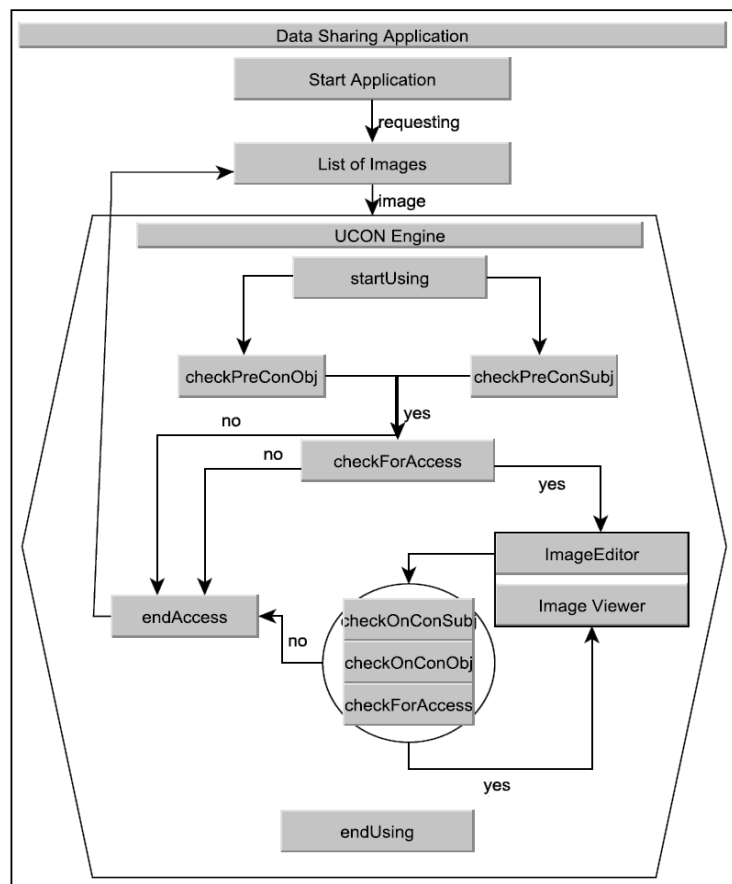 Data Sharing Application
Start Application
requesting
List of Images
image
UCON Engine
startUsing
checkPreConObj
checkPreConSubj
no
yes
checkForAccess
no
yes
ImageEditor
Image Viewer
endAccess
no
checkOnConSubj
checkOnConObj
checkForAccess
yes
endUsing